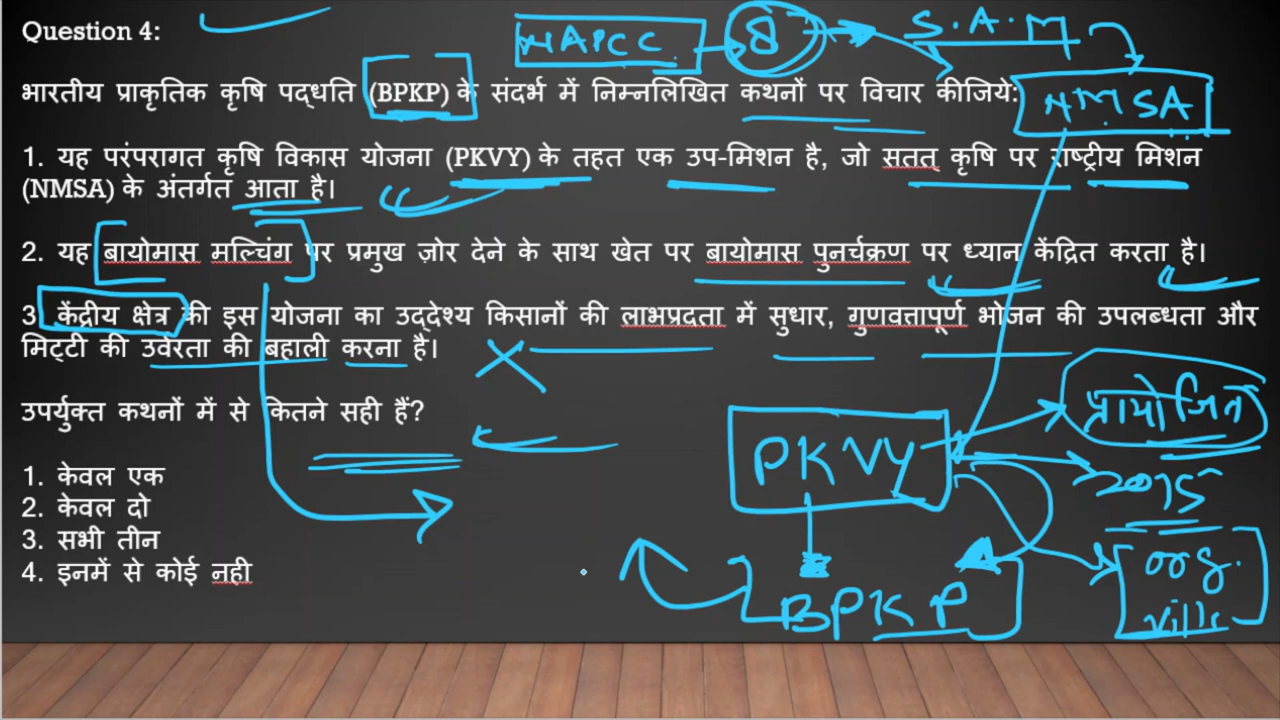 Question 4:
NAPCC 8 S.A.M
भारतीय प्राकृतिक कृषि पद्धति (BPKP) के संदर्भ में निम्नलिखित कथनों पर विचार कीजिये:
NMSA
1. यह परंपरागत कृषि विकास योजना (PKVY) के तहत एक उप-मिशन है, जो सतत् कृषि पर राष्ट्रीय मिशन
(NMSA) के अंतर्गत आता है।
2. यह बायोमास मल्चिंग पर प्रमुख ज़ोर देने के साथ खेत पर बायोमास पुनर्चक्रण पर ध्यान केंद्रित करता है।
3 केंद्रीय क्षेत्र की इस योजना का उद्देश्य किसानों की लाभप्रदता में सुधार, गुणवत्तापूर्ण भोजन की उपलब्धता और
मिट्टी की उर्वरता की बहाली करना है।
उपर्युक्त कथनों में से कितने सही हैं?
प्रायोजित
PKVY
1. केवल एक
2015
2. केवल दो
3. सभी तीन
org.
4. इनमें से कोई नही
BPKP